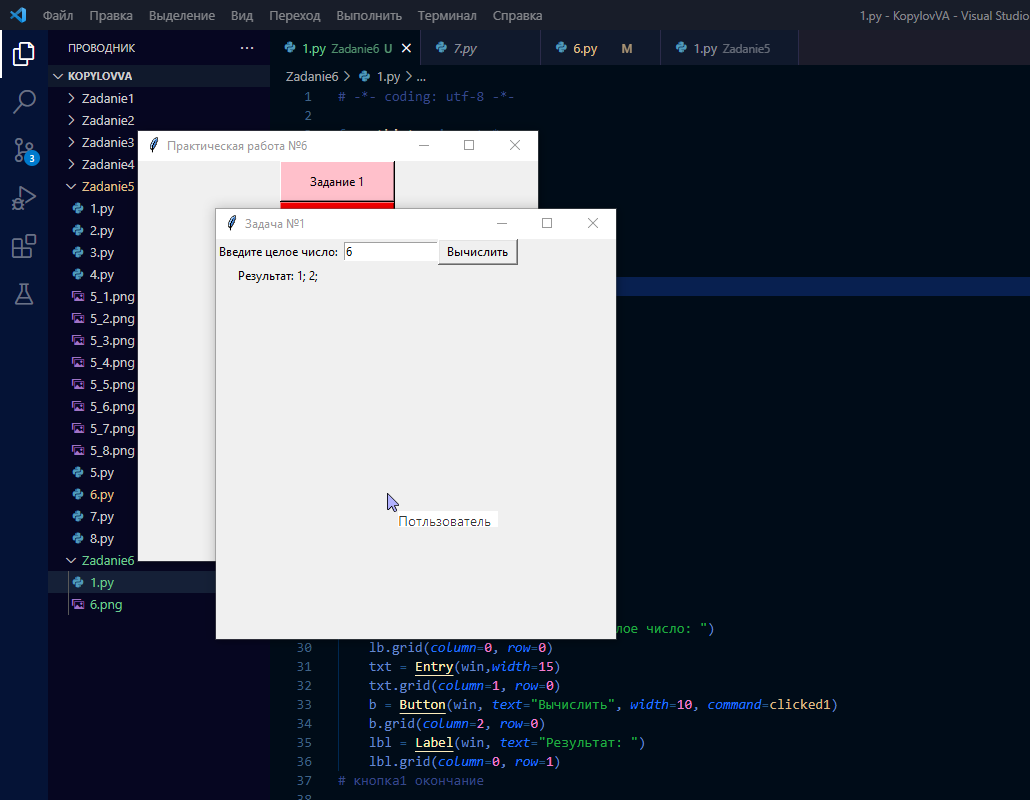 Файл Правка Выделение Вид Переход Выполнить Терминал Справка 1.py - KopylovVA - Visual Studio
ПРОВОДНИК ···
1.py Zadanie6 U
7.py
6.py M
1.py Zadanie5
KOPYLOVVA
Zadanie6 > 1.py > ...
Zadanie1
Zadanie2
Zadanie3
Zadanie4
Zadanie5
1.py
2.py
3.py
4.py
5_1.png
5_2.png
5_3.png
5_4.png
5_5.png
5_6.png
5_7.png
5_8.png
5.py
6.py
7.py
8.py
Zadanie6
1.py
6.png
3
1 # -*- coding: utf-8 -*-
2
Практическая работа №6
Задание 1
Задача №1
Введите целое число: 6 Вычислить
Результат: 1; 2;
Потльзователь
лое число: ")
30 lb.grid(column=0, row=0)
31 txt = Entry(win,width=15)
32 txt.grid(column=1, row=0)
33 b = Button(win, text="Вычислить", width=10, command=clicked1)
34 b.grid(column=2, row=0)
35 lbl = Label(win, text="Результат: ")
36 lbl.grid(column=0, row=1)
37 # кнопка1 окончание
38